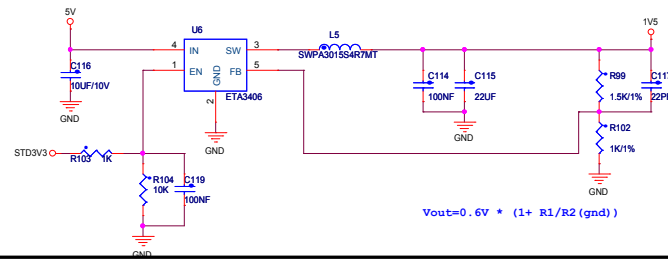 5V
U6
L5
1V5
4
IN
SW
3
SWPA3015S4R7MT
C116
1
EN
FB
5
C114
C115
R99
C117
10UF/10V
GND
100NF
22UF
1.5K/1%
ETA3406
2
GND
R102
GND
GND
1K/1%
STD3V3
R103
1K
GND
R104
C119
10K
100NF
Vout=0.6V * (1+ R1/R2(gnd))
GND